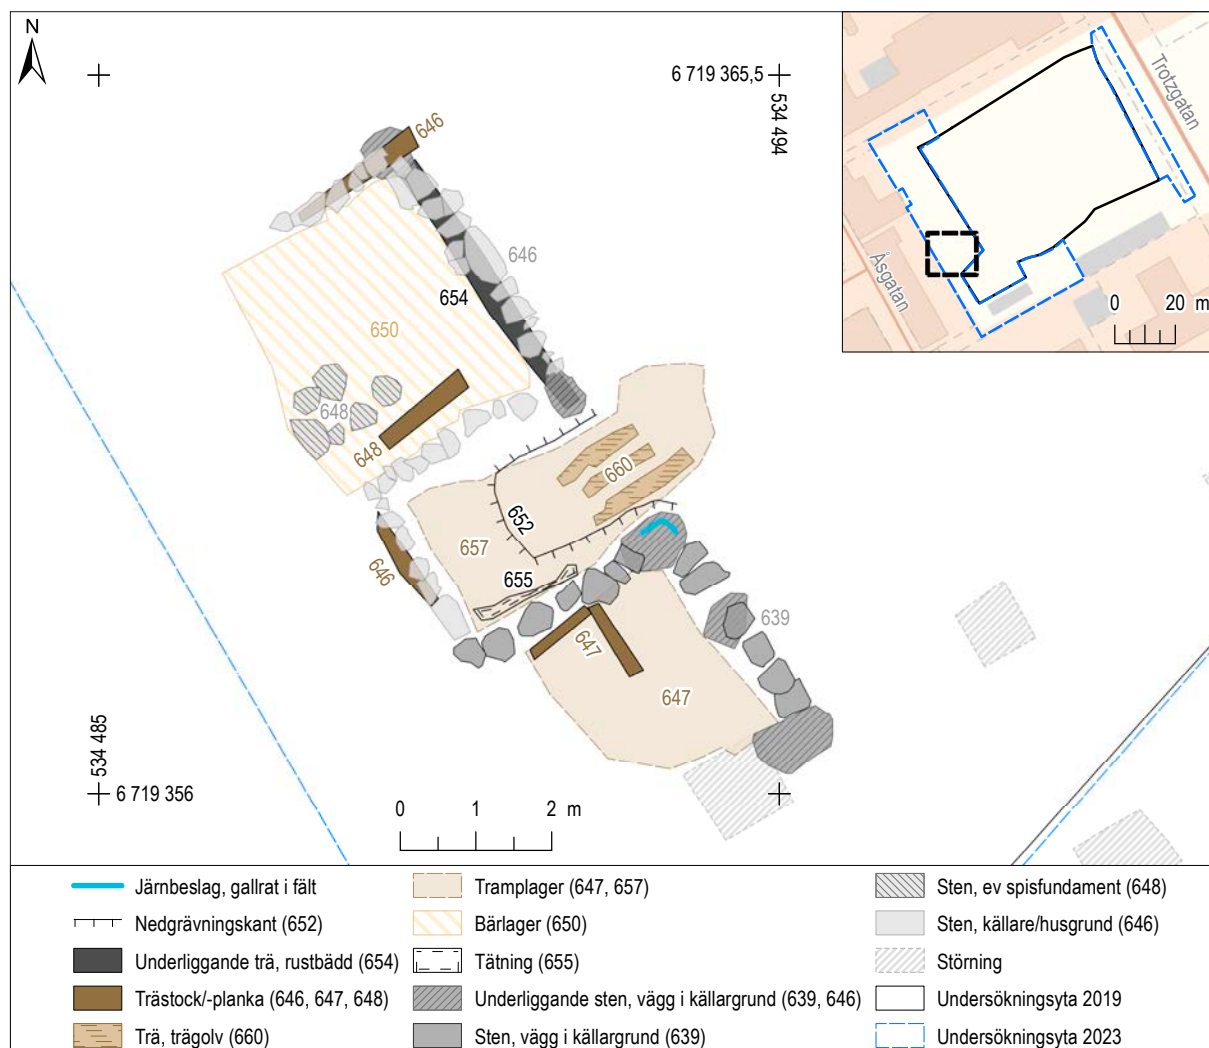 N
6 719 365,5
534 494
Trotzgatan
Åsgatan
0 20 m
646
646
654
650
648
648
660
652
657
655
646
647
639
647
534 485
6 719 356
0 1 2 m
Järnbeslag, gallrat i fält
Nedgrävningskant (652)
Underliggande trä, rustbädd (654)
Trästock/-planka (646, 647, 648)
Trä, trägolv (660)
Tramplager (647, 657)
Bärlager (650)
Tätning (655)
Underliggande sten, vägg i källargrund (639, 646)
Sten, vägg i källargrund (639)
Sten, ev spisfundament (648)
Sten, källare/husgrund (646)
Störning
Undersökningsyta 2019
Undersökningsyta 2023